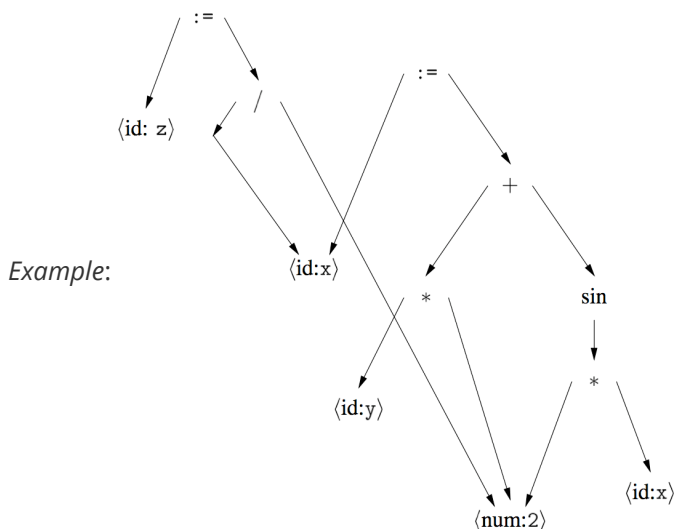 :=
:=
/
⟨id: z⟩
+
Example:
⟨id:x⟩
*
sin
*
⟨id:y⟩
⟨id:x⟩
⟨num:2⟩